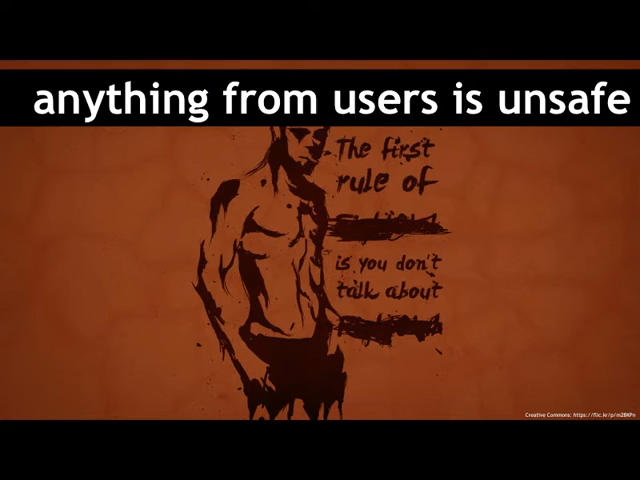 anything from users is unsafe
The first
rule of
is you don't
talk about
Creative Commons: https://flic.kr/p/m2BKPn